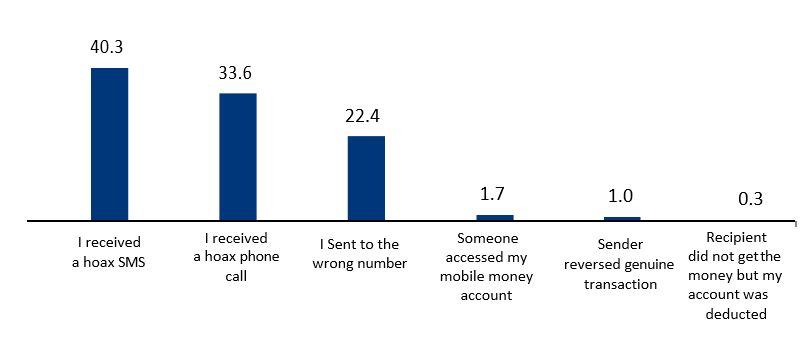 40.3
33.6
22.4
1.7
1.0
0.3
I received
a hoax SMS
I received
a hoax phone
call
I Sent to the
wrong number
Someone
accessed my
mobile money
account
Sender
reversed genuine
transaction
Recipient
did not get the
money but my
account was
deducted